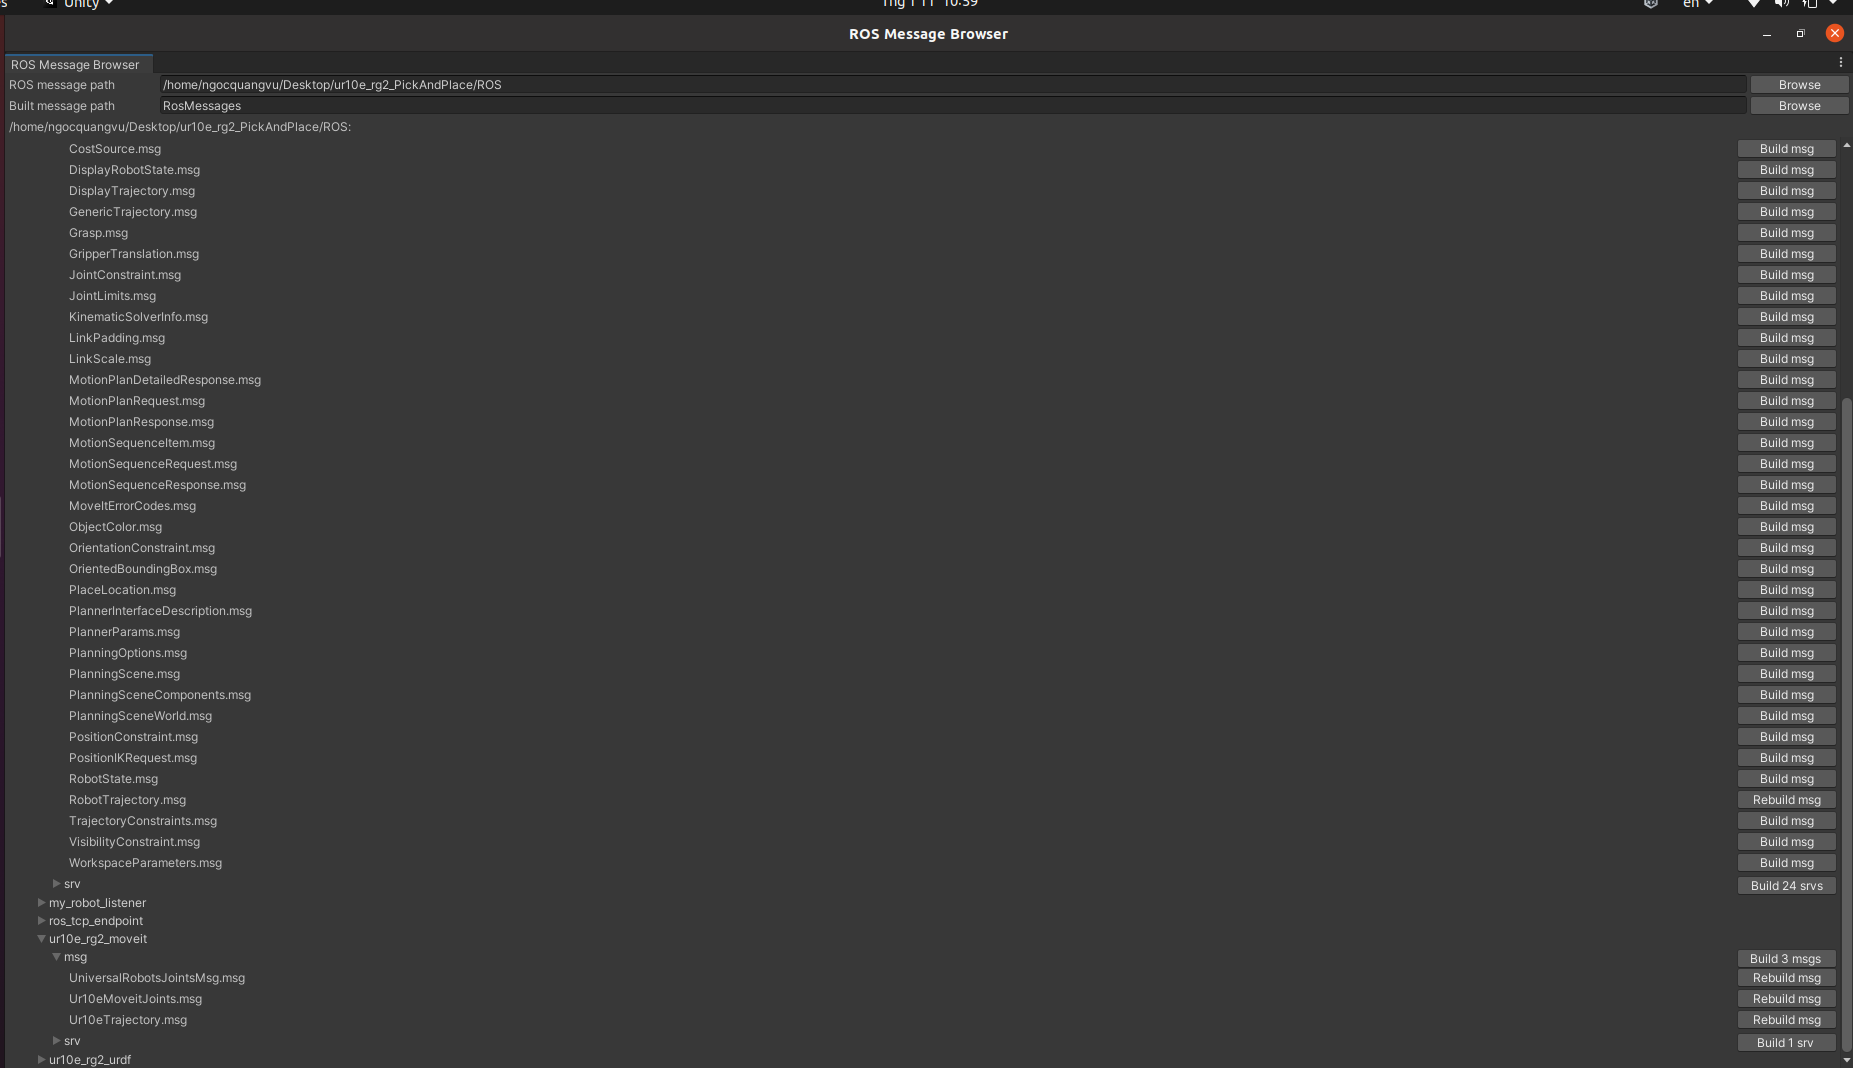 Unity
Thg 1 11 10:39
en
ROS Message Browser
ROS Message Browser
ROS message path /home/ngocquangvu/Desktop/ur10e_rg2_PickAndPlace/ROS Browse
Built message path RosMessages Browse
/home/ngocquangvu/Desktop/ur10e_rg2_PickAndPlace/ROS:
CostSource.msg Build msg
DisplayRobotState.msg Build msg
DisplayTrajectory.msg Build msg
GenericTrajectory.msg Build msg
Grasp.msg Build msg
GripperTranslation.msg Build msg
JointConstraint.msg Build msg
JointLimits.msg Build msg
KinematicSolverInfo.msg Build msg
LinkPadding.msg Build msg
LinkScale.msg Build msg
MotionPlanDetailedResponse.msg Build msg
MotionPlanRequest.msg Build msg
MotionPlanResponse.msg Build msg
MotionSequenceItem.msg Build msg
MotionSequenceRequest.msg Build msg
MotionSequenceResponse.msg Build msg
MoveItErrorCodes.msg Build msg
ObjectColor.msg Build msg
OrientationConstraint.msg Build msg
OrientedBoundingBox.msg Build msg
PlaceLocation.msg Build msg
PlannerInterfaceDescription.msg Build msg
PlannerParams.msg Build msg
PlanningOptions.msg Build msg
PlanningScene.msg Build msg
PlanningSceneComponents.msg Build msg
PlanningSceneWorld.msg Build msg
PositionConstraint.msg Build msg
PositionIKRequest.msg Build msg
RobotState.msg Build msg
RobotTrajectory.msg Rebuild msg
TrajectoryConstraints.msg Build msg
VisibilityConstraint.msg Build msg
WorkspaceParameters.msg Build msg
srv Build 24 srvs
my_robot_listener
ros_tcp_endpoint
ur10e_rg2_moveit
msg Build 3 msgs
UniversalRobotsJointsMsg.msg Rebuild msg
Ur10eMoveitJoints.msg Rebuild msg
Ur10eTrajectory.msg Rebuild msg
srv Build 1 srv
ur10e_rg2_urdf